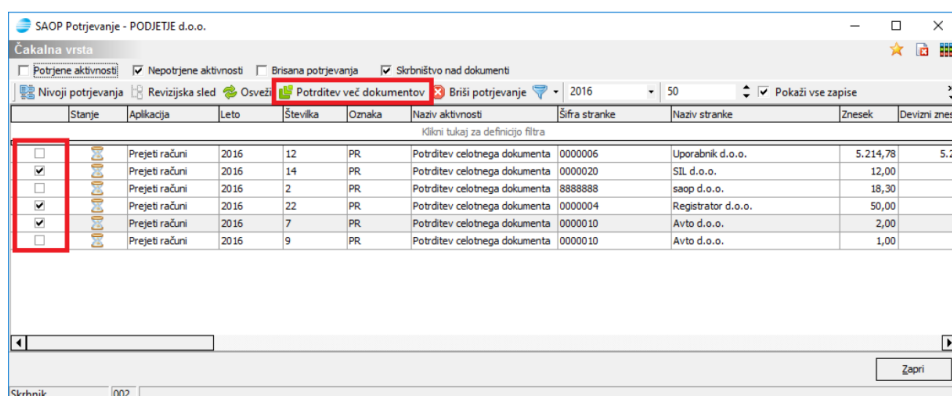 SAOP Potrjevanje - PODJETJE d.o.o.
Čakalna vrsta
Potrjene aktivnosti Nepotrjene aktivnosti Brisana potrjevanja Skrbništvo nad dokumenti
Nivoji potrjevanja Revizijska sled Osveži Potrditev več dokumentov Briši potrjevanje 2016 50 Pokaži vse zapise
Stanje Aplikacija Leto Številka Oznaka Naziv aktivnosti Šifra stranke Naziv stranke Znesek Devizni znes
Klikni tukaj za definicijo filtra
Prejeti računi 2016 12 PR Potrditev celotnega dokumenta 0000006 Uporabnik d.o.o. 5.214,78 5.2
Prejeti računi 2016 14 PR Potrditev celotnega dokumenta 0000020 SIL d.o.o. 12,00
Prejeti računi 2016 2 PR Potrditev celotnega dokumenta 8888888 saop d.o.o. 18,30
Prejeti računi 2016 22 PR Potrditev celotnega dokumenta 0000004 Registrator d.o.o. 50,00
Prejeti računi 2016 7 PR Potrditev celotnega dokumenta 0000010 Avto d.o.o. 2,00
Prejeti računi 2016 9 PR Potrditev celotnega dokumenta 0000010 Avto d.o.o. 1,00
Zapri
Skrbnik 002